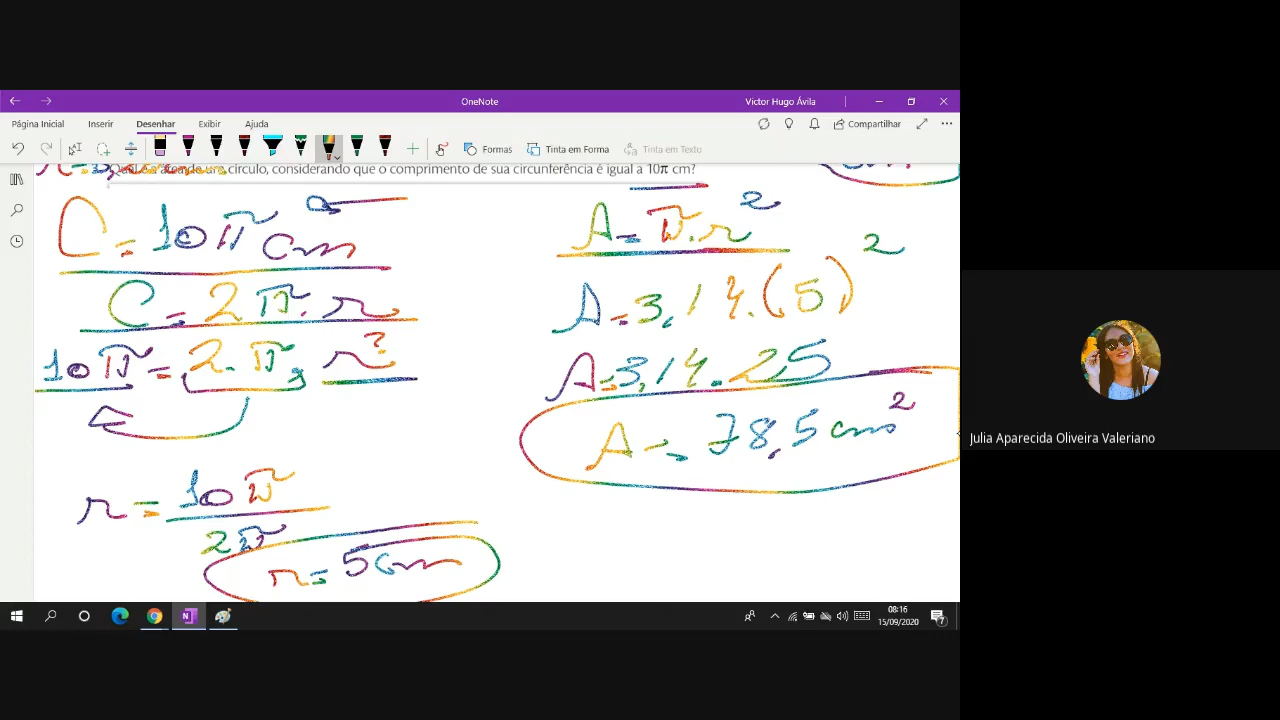 OneNote
Victor Hugo Ávila
Página Inicial Inserir Desenhar Exibir Ajuda
Compartilhar
Formas Tinta em Forma Tinta em Texto
círculo, considerando que o comprimento de sua circunferência é igual a 10π cm?
C = 10π cm
C = 2π.r
10π = 2.π.r?
r = 10π
2π
r = 5cm
A = π.r²
A = 3,14.(5)²
A = 3,14.25
A = 78,5 cm²
Julia Aparecida Oliveira Valeriano
08:16
15/09/2020
7